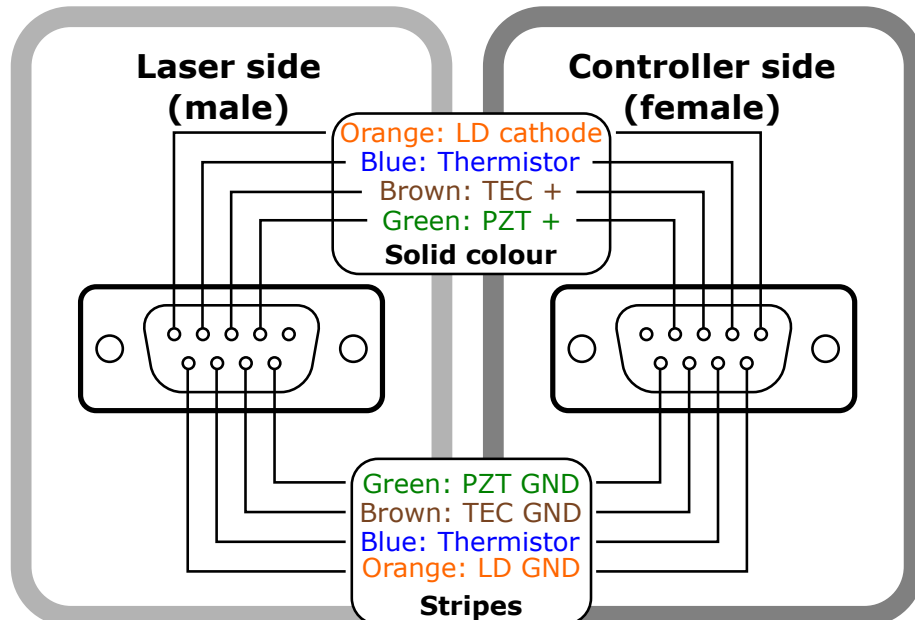 Laser side
(male)
Controller side
(female)
Orange: LD cathode
Blue: Thermistor
Brown: TEC +
Green: PZT +
Solid colour
Green: PZT GND
Brown: TEC GND
Blue: Thermistor
Orange: LD GND
Stripes